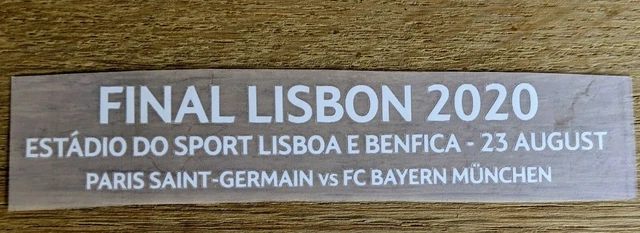 FINAL LISBON 2020
ESTÁDIO DO SPORT LISBOA E BENFICA - 23 AUGUST
PARIS SAINT-GERMAIN vs FC BAYERN MÜNCHEN